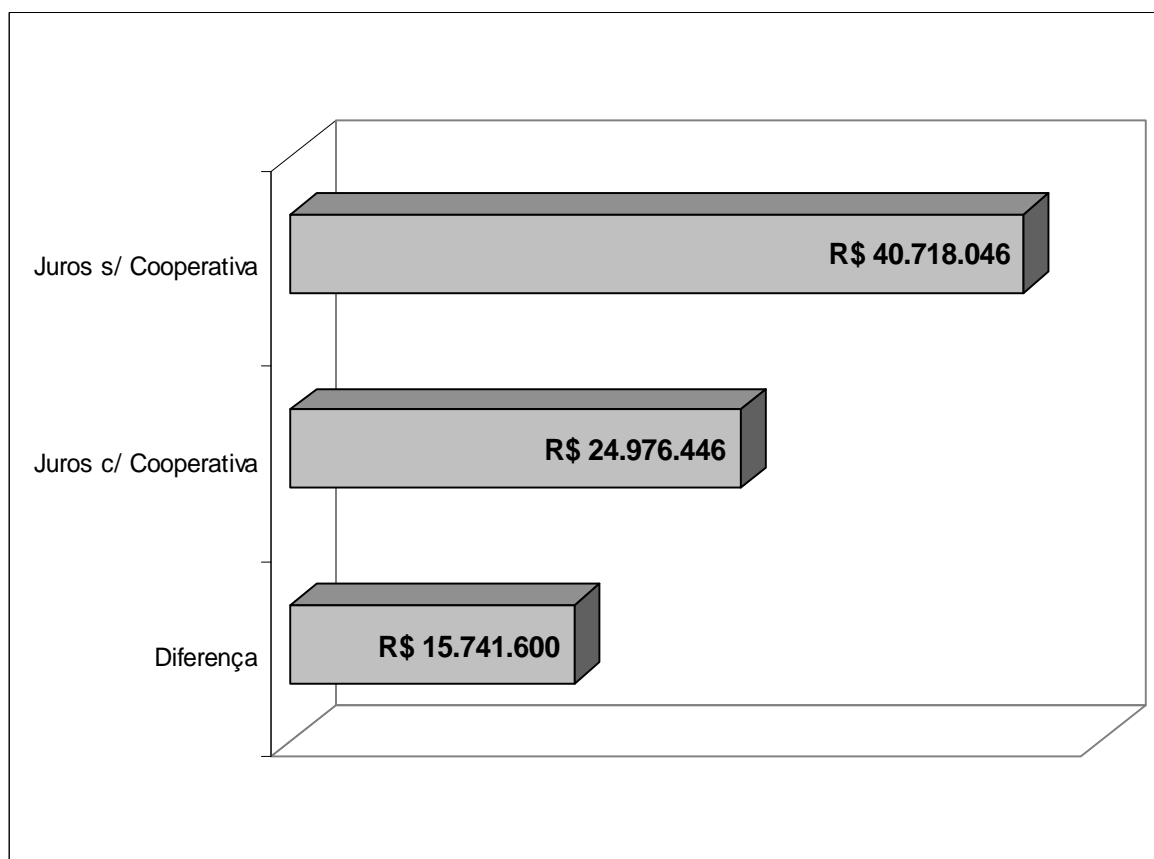 Juros s/ Cooperativa
R$ 40.718.046
Juros c/ Cooperativa
R$ 24.976.446
Diferença
R$ 15.741.600